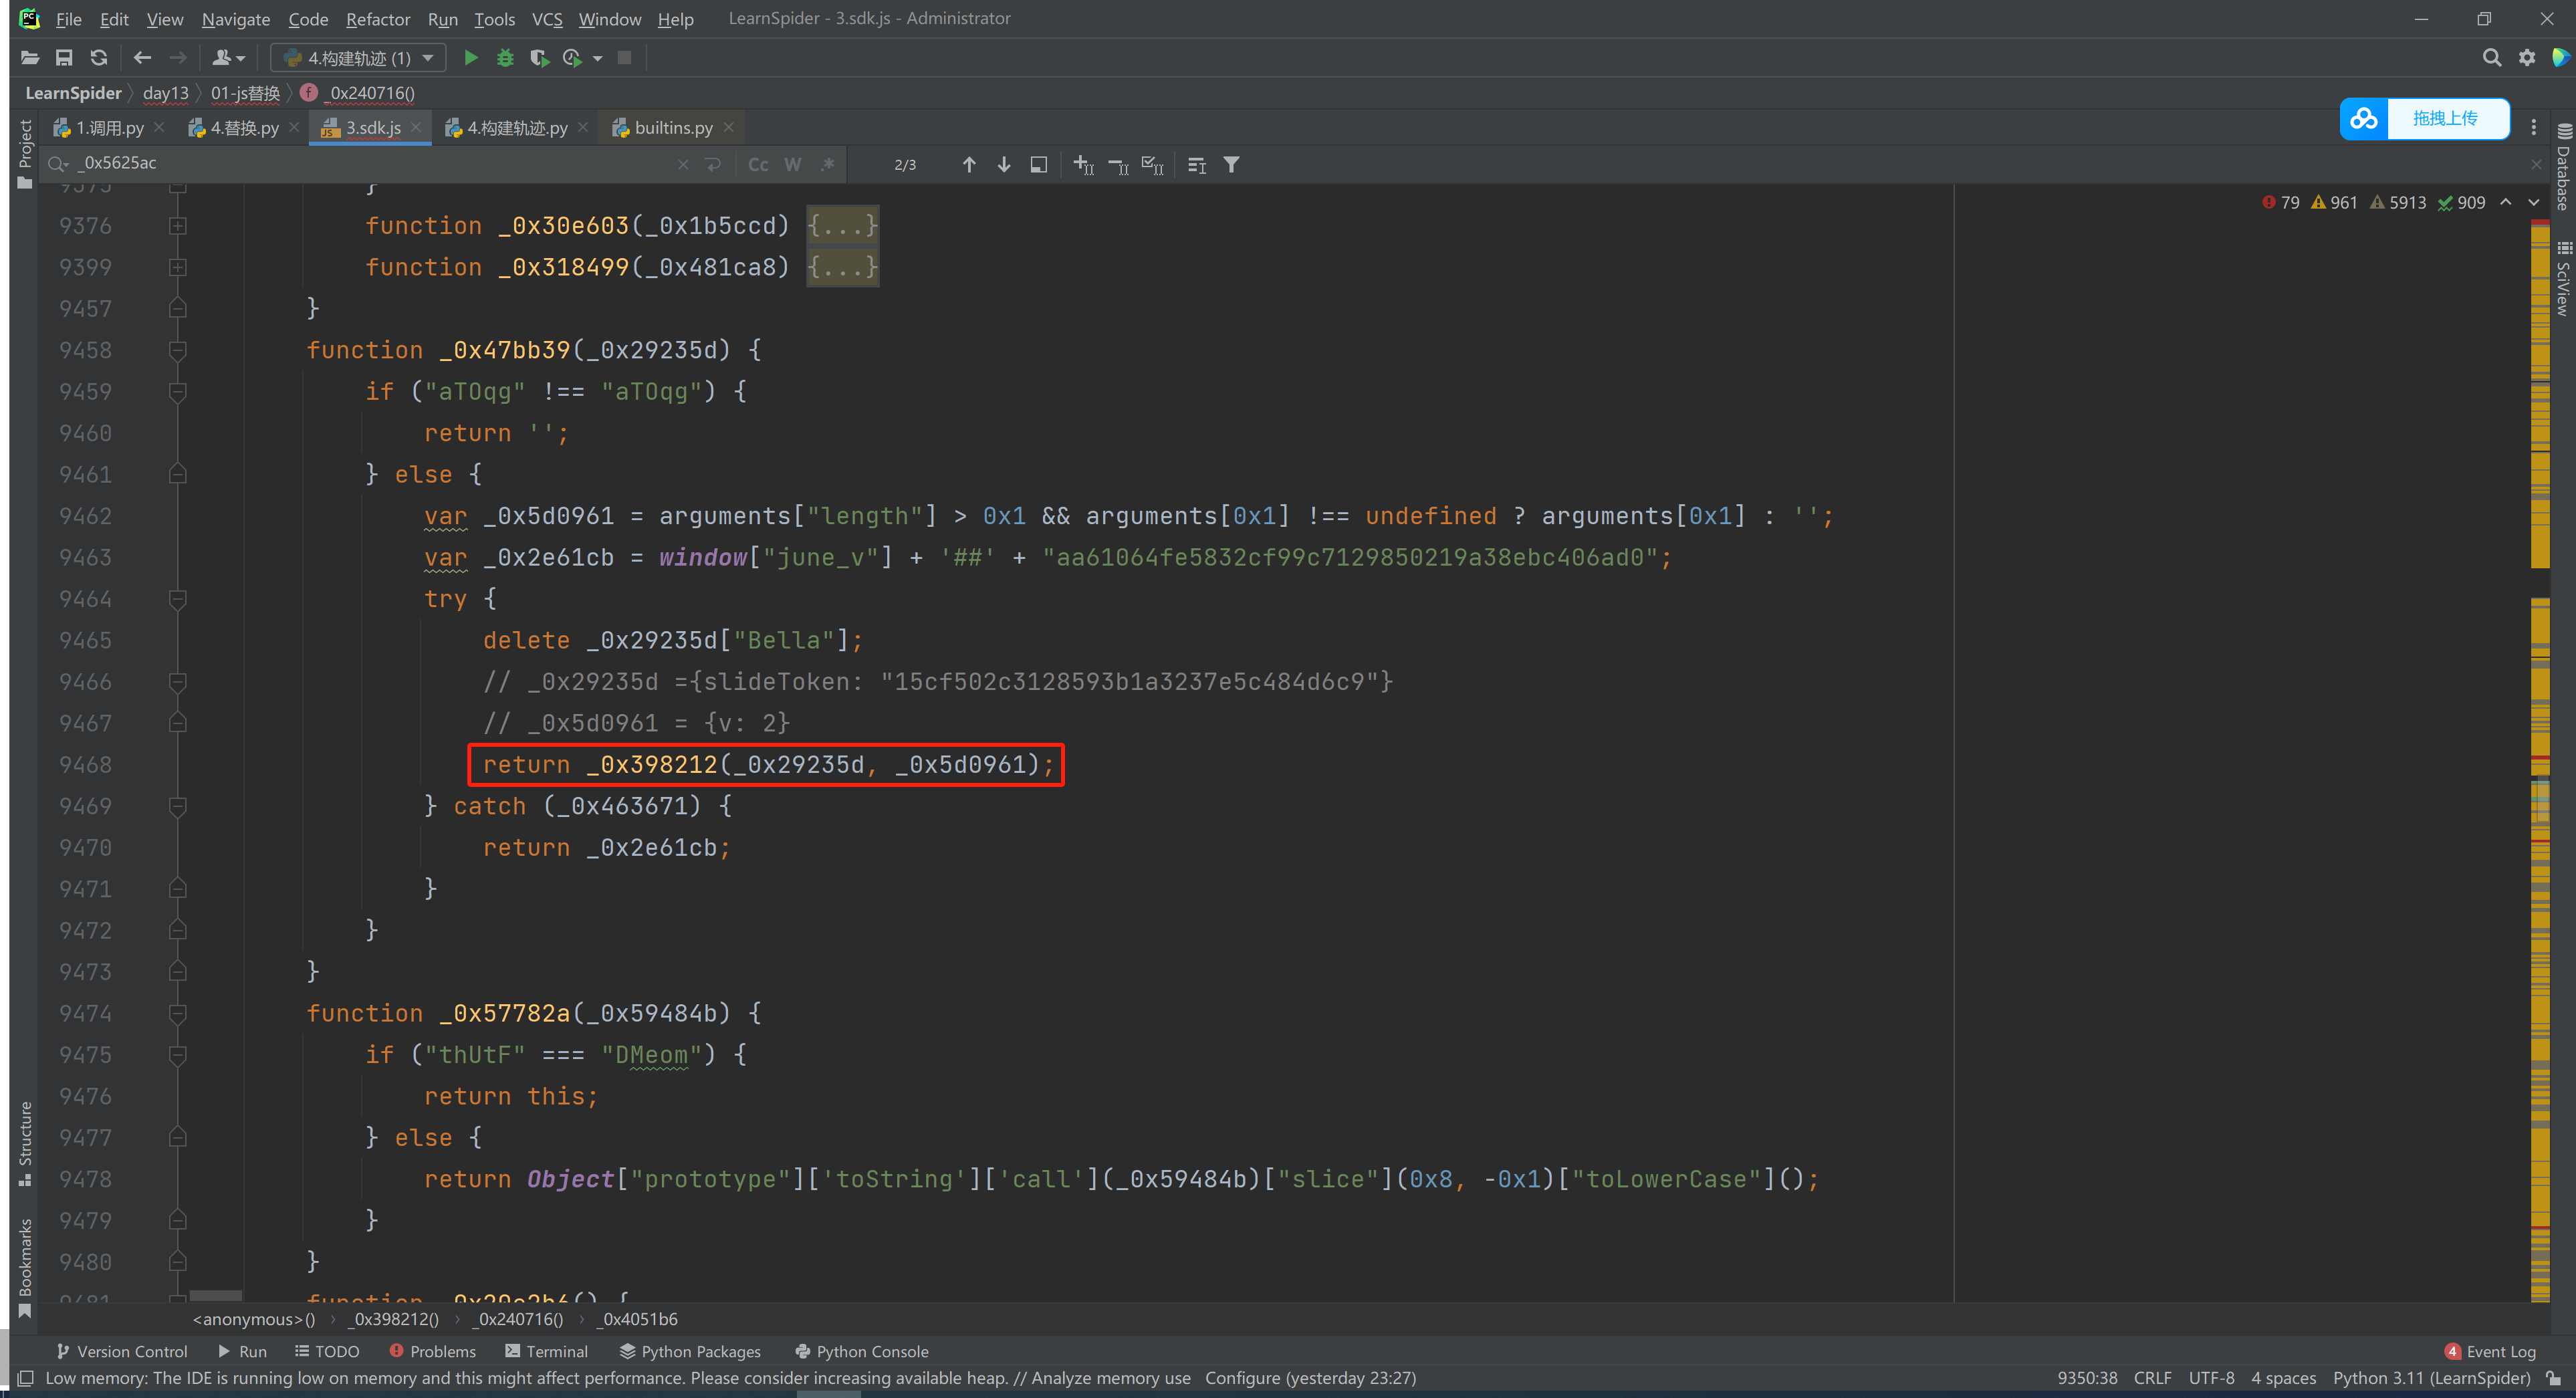 File Edit View Navigate Code Refactor Run Tools VCS Window Help LearnSpider - 3.sdk.js - Administrator
4.构建轨迹 (1)
LearnSpider day13 01-js替换 f _0x240716()
1.调用.py 4.替换.py 3.sdk.js 4.构建轨迹.py builtins.py 拖拽上传
_0x5625ac Cc W .* 2/3
79 961 5913 909
9375 }
9376 function _0x30e603(_0x1b5ccd) {...}
9399 function _0x318499(_0x481ca8) {...}
9457 }
9458 function _0x47bb39(_0x29235d) {
9459 if ("aTOqg" !== "aTOqg") {
9460 return '';
9461 } else {
9462 var _0x5d0961 = arguments["length"] > 0x1 && arguments[0x1] !== undefined ? arguments[0x1] : '';
9463 var _0x2e61cb = window["june_v"] + '##' + "aa61064fe5832cf99c7129850219a38ebc406ad0";
9464 try {
9465 delete _0x29235d["Bella"];
9466 // _0x29235d ={slideToken: "15cf502c3128593b1a3237e5c484d6c9"}
9467 // _0x5d0961 = {v: 2}
9468 return _0x398212(_0x29235d, _0x5d0961);
9469 } catch (_0x463671) {
9470 return _0x2e61cb;
9471 }
9472 }
9473 }
9474 function _0x57782a(_0x59484b) {
9475 if ("thUtF" === "DMeom") {
9476 return this;
9477 } else {
9478 return Object["prototype"]['toString']['call'](_0x59484b)["slice"](0x8, -0x1)["toLowerCase"]();
9479 }
9480 }
9481 function
<anonymous>() _0x398212() _0x240716() _0x4051b6
Project
Structure
Bookmarks
Database
SciView
Version Control Run TODO Problems Terminal Python Packages Python Console 4 Event Log
Low memory: The IDE is running low on memory and this might affect performance. Please consider increasing available heap. // Analyze memory use Configure (yesterday 23:27) 9350:38 CRLF UTF-8 4 spaces Python 3.11 (LearnSpider)